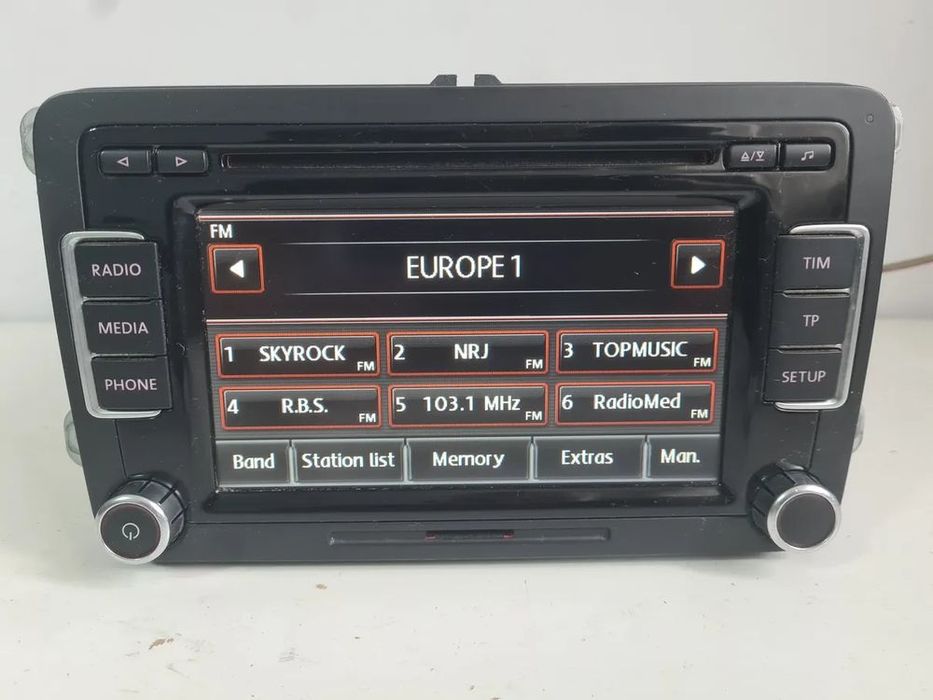 FM
EUROPE 1
RADIO
TIM
MEDIA
TP
PHONE
SETUP
1 SKYROCK FM
2 NRJ FM
3 TOPMUSIC FM
4 R.B.S. FM
5 103.1 MHz FM
6 RadioMed FM
Band
Station list
Memory
Extras
Man.